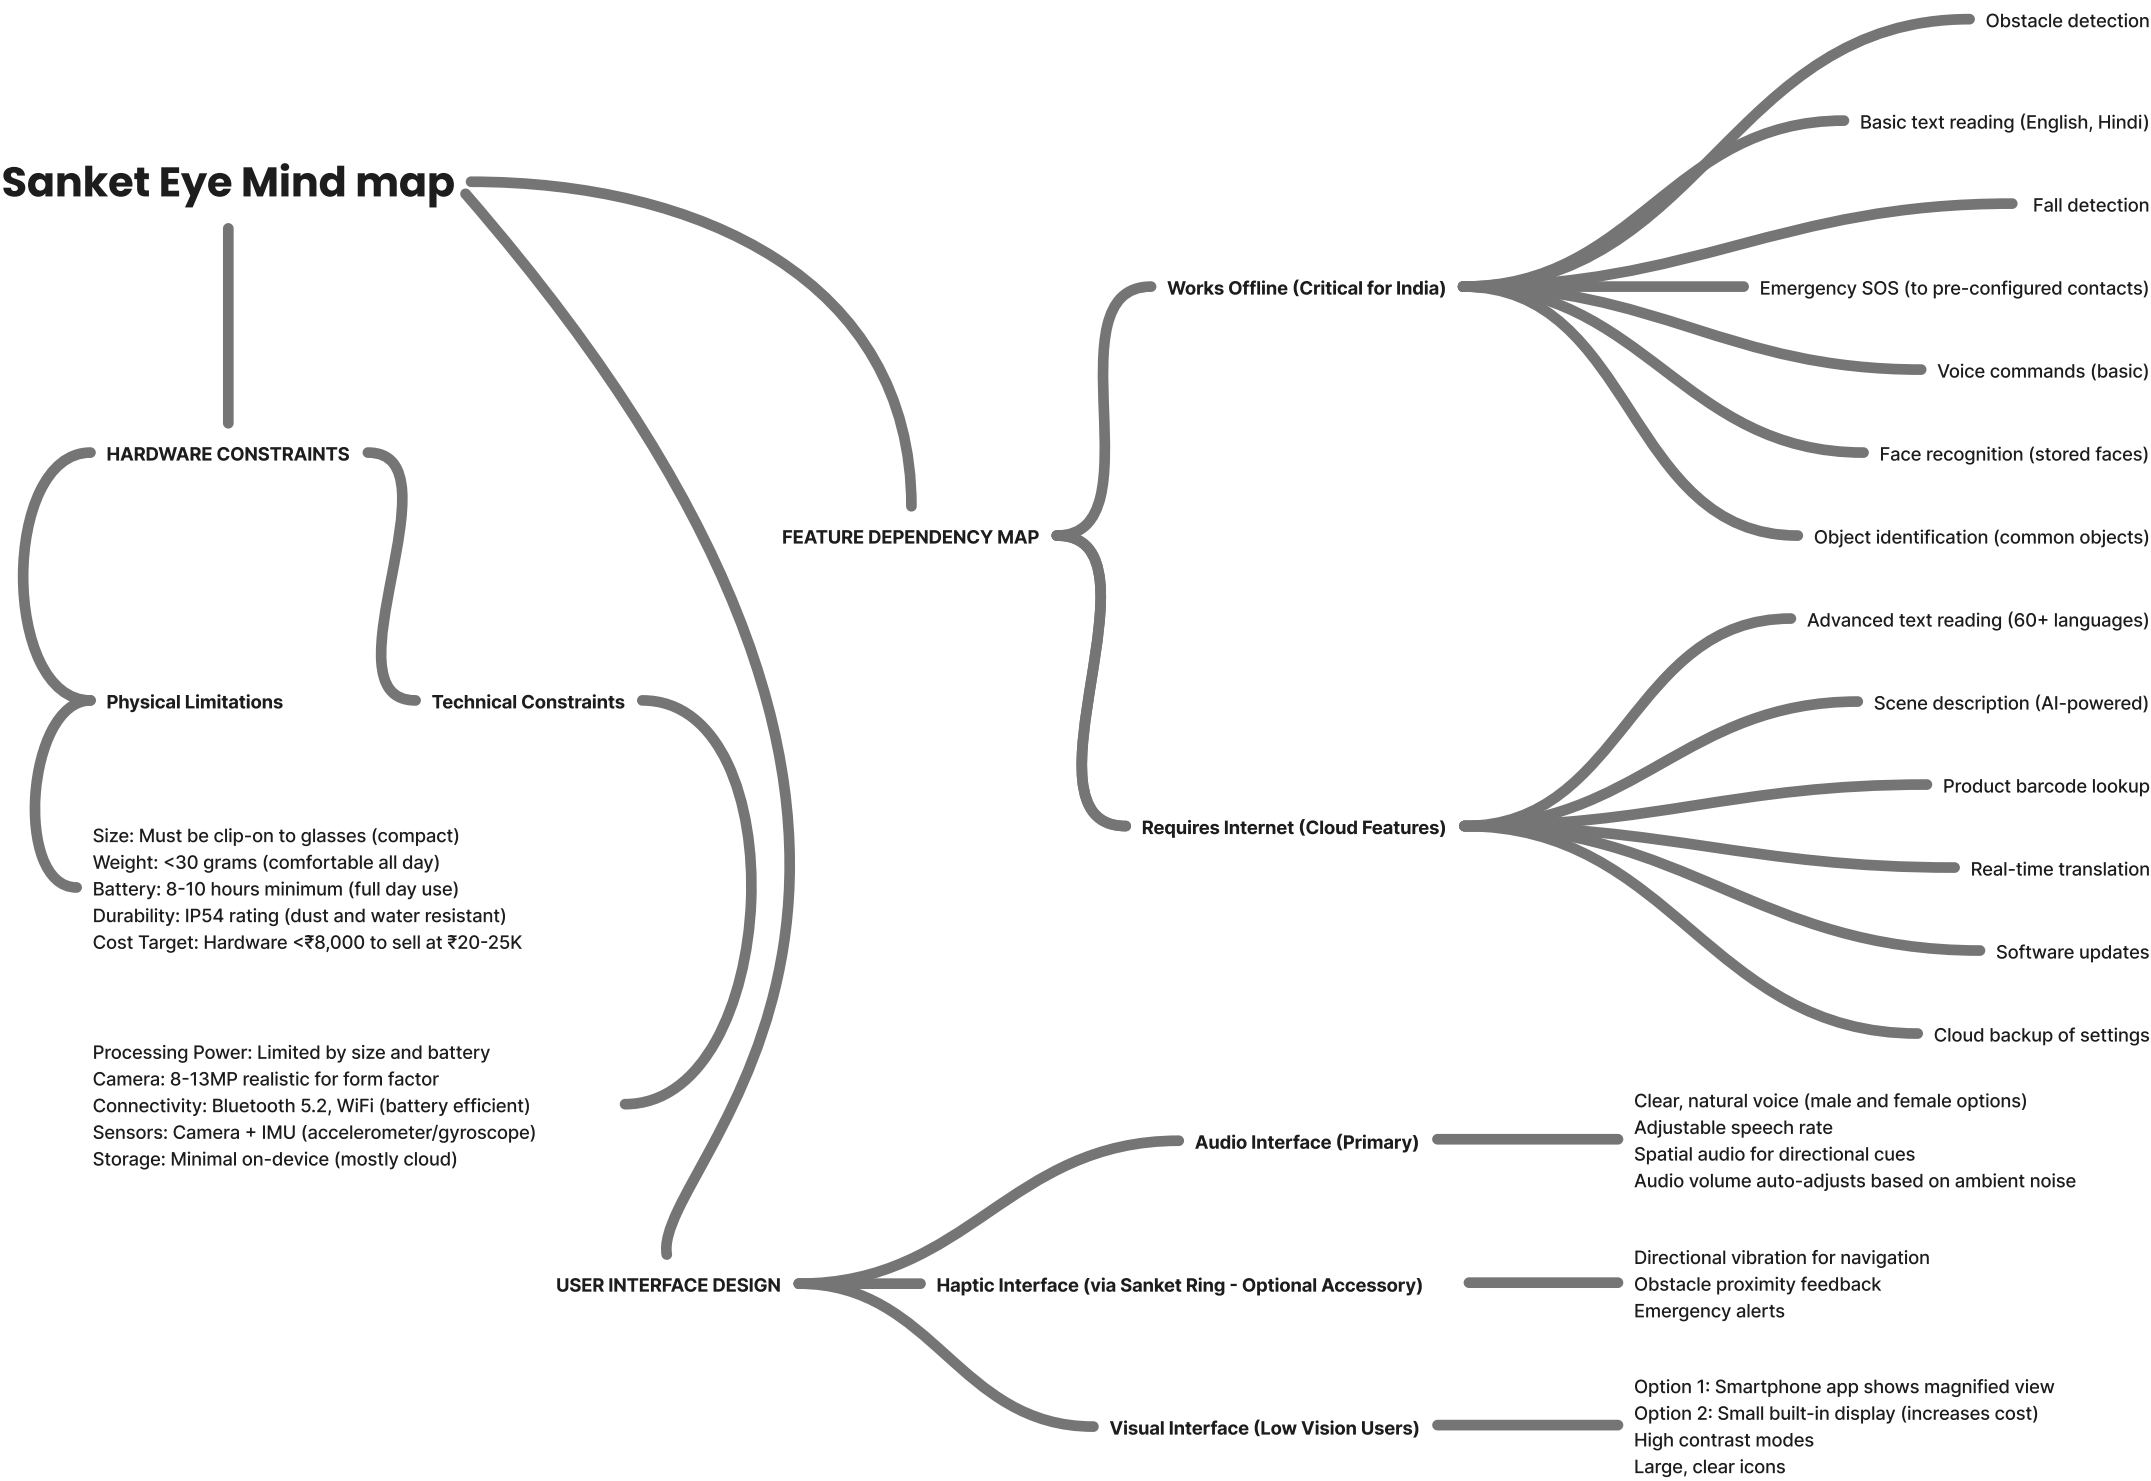 Sanket Eye Mind map
HARDWARE CONSTRAINTS
Physical Limitations
Size: Must be clip-on to glasses (compact)
Weight: <30 grams (comfortable all day)
Battery: 8-10 hours minimum (full day use)
Durability: IP54 rating (dust and water resistant)
Cost Target: Hardware <₹8,000 to sell at ₹20-25K
Technical Constraints
Processing Power: Limited by size and battery
Camera: 8-13MP realistic for form factor
Connectivity: Bluetooth 5.2, WiFi (battery efficient)
Sensors: Camera + IMU (accelerometer/gyroscope)
Storage: Minimal on-device (mostly cloud)
FEATURE DEPENDENCY MAP
Works Offline (Critical for India)
Obstacle detection
Basic text reading (English, Hindi)
Fall detection
Emergency SOS (to pre-configured contacts)
Voice commands (basic)
Face recognition (stored faces)
Object identification (common objects)
Requires Internet (Cloud Features)
Advanced text reading (60+ languages)
Scene description (AI-powered)
Product barcode lookup
Real-time translation
Software updates
Cloud backup of settings
USER INTERFACE DESIGN
Audio Interface (Primary)
Clear, natural voice (male and female options)
Adjustable speech rate
Spatial audio for directional cues
Audio volume auto-adjusts based on ambient noise
Haptic Interface (via Sanket Ring - Optional Accessory)
Directional vibration for navigation
Obstacle proximity feedback
Emergency alerts
Visual Interface (Low Vision Users)
Option 1: Smartphone app shows magnified view
Option 2: Small built-in display (increases cost)
High contrast modes
Large, clear icons